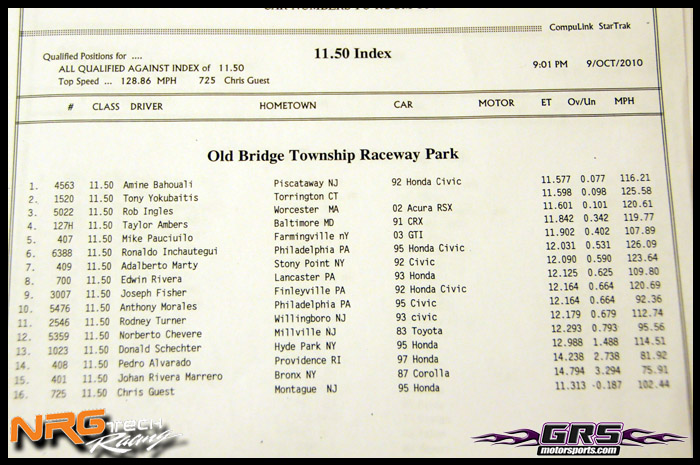 CAR NUMBERS TO
CompuLink StarTrak
Qualified Positions for ....
11.50 Index
ALL QUALIFIED AGAINST INDEX of 11.50
9:01 PM 9/OCT/2010
Top Speed ... 128.86 MPH 725 Chris Guest
# CLASS DRIVER HOMETOWN CAR MOTOR ET Ov/Un MPH
Old Bridge Township Raceway Park
1. 4563 11.50 Amine Bahouali Piscataway NJ 92 Honda Civic 11.577 0.077 116.21
2. 1520 11.50 Tony Yokubaitis Torrington CT 11.598 0.098 125.58
3. 5022 11.50 Rob Ingles Worcester MA 02 Acura RSX 11.601 0.101 120.61
4. 127H 11.50 Taylor Ambers Baltimore MD 91 CRX 11.842 0.342 119.77
5. 407 11.50 Mike Pauciuilo Farmingville nY 03 GTI 11.902 0.402 107.89
6. 6388 11.50 Ronaldo Inchautegui Philadelphia PA 95 Honda Civic 12.031 0.531 126.09
7. 409 11.50 Adalberto Marty Stony Point NY 92 Honda Civic 12.090 0.590 123.64
8. 700 11.50 Edwin Rivera Lancaster PA 93 Honda 12.125 0.625 109.80
9. 3007 11.50 Joseph Fisher Finleyville PA 92 Honda Civic 12.164 0.664 120.69
10. 5476 11.50 Anthony Morales Philadelphia PA 95 Civic 12.164 0.664 92.36
11. 2546 11.50 Rodney Turner Willingboro NJ 93 civic 12.179 0.679 112.74
12. 5359 11.50 Norberto Chevere Millville NJ 83 Toyota 12.293 0.793 95.56
13. 1023 11.50 Donald Schechter Hyde Park NY 95 Honda 12.988 1.488 114.51
14. 408 11.50 Pedro Alvarado Providence RI 97 Honda 14.238 2.738 81.92
15. 401 11.50 Johan Rivera Marrero Bronx NY 87 Corolla 14.794 3.294 75.91
16. 725 11.50 Chris Guest Montague NJ 95 Honda 11.313 -0.187 102.44
NRG TECH Racing
GRS motorsports.com